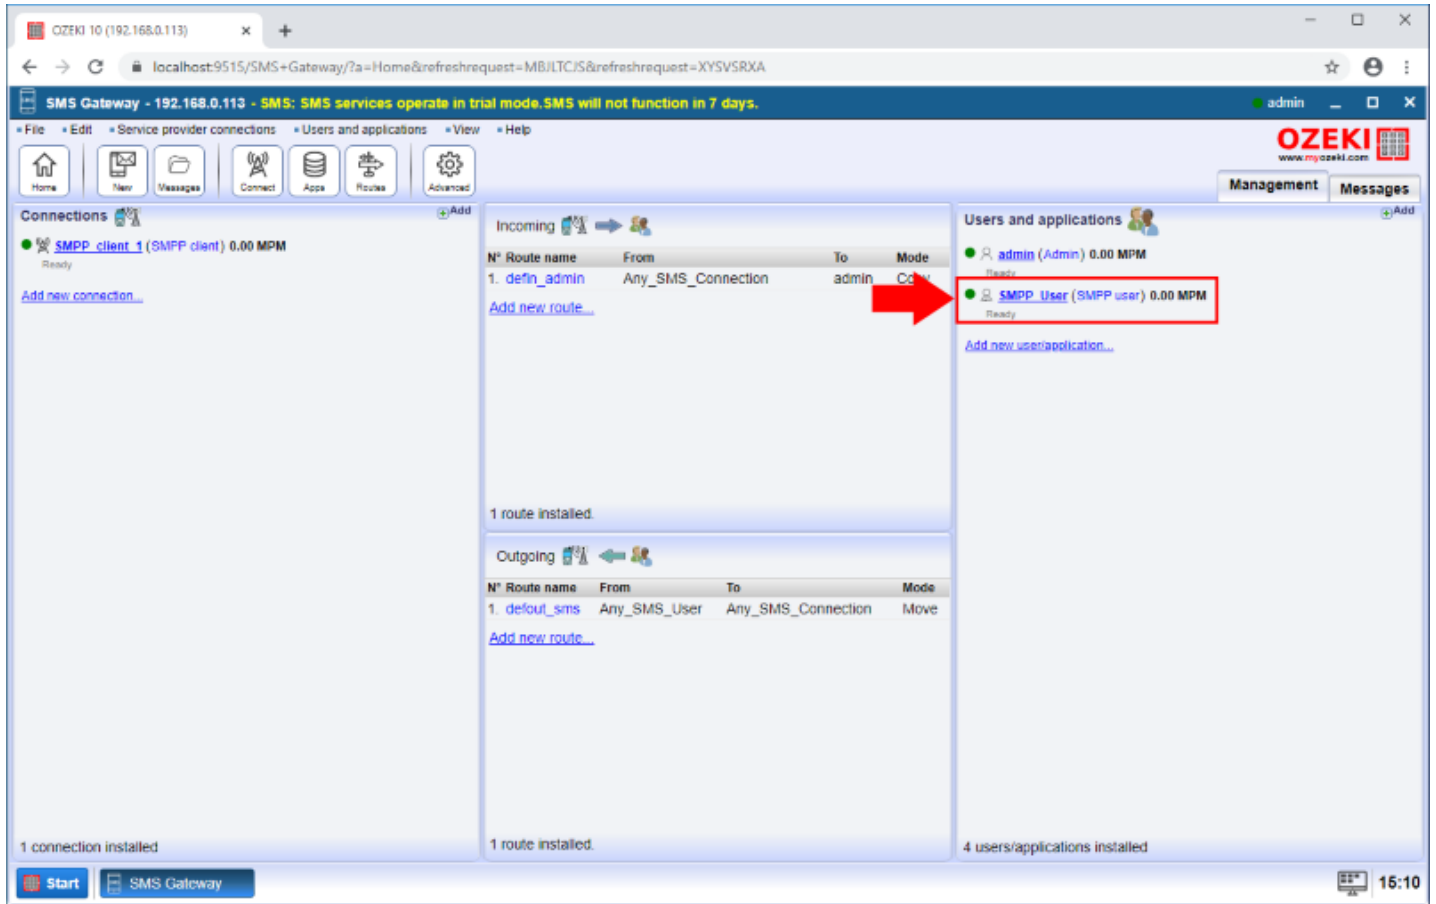 OZEKI 10 (192.168.0.113)
localhost:9515/SMS+Gateway/?a=Home&refreshrequest=MBJLTCJS&refreshrequest=XYSVSRXA
SMS Gateway - 192.168.0.113 - SMS: SMS services operate in trial mode.SMS will not function in 7 days.
admin
File Edit Service provider connections Users and applications View Help
OZEKI
www.myozeki.com
Home New Messages Connect Apps Routes Advanced
Management Messages
Connections Add
SMPP_client_1 (SMPP client) 0.00 MPM
Ready
Add new connection...
1 connection installed
Incoming
N° Route name From To Mode
1. defin_admin Any_SMS_Connection admin
Add new route...
1 route installed.
Outgoing
N° Route name From To Mode
1. defout_sms Any_SMS_User Any_SMS_Connection Move
Add new route...
1 route installed.
Users and applications Add
admin (Admin) 0.00 MPM
Ready
SMPP_User (SMPP user) 0.00 MPM
Ready
Add new user/application...
4 users/applications installed
Start SMS Gateway 15:10